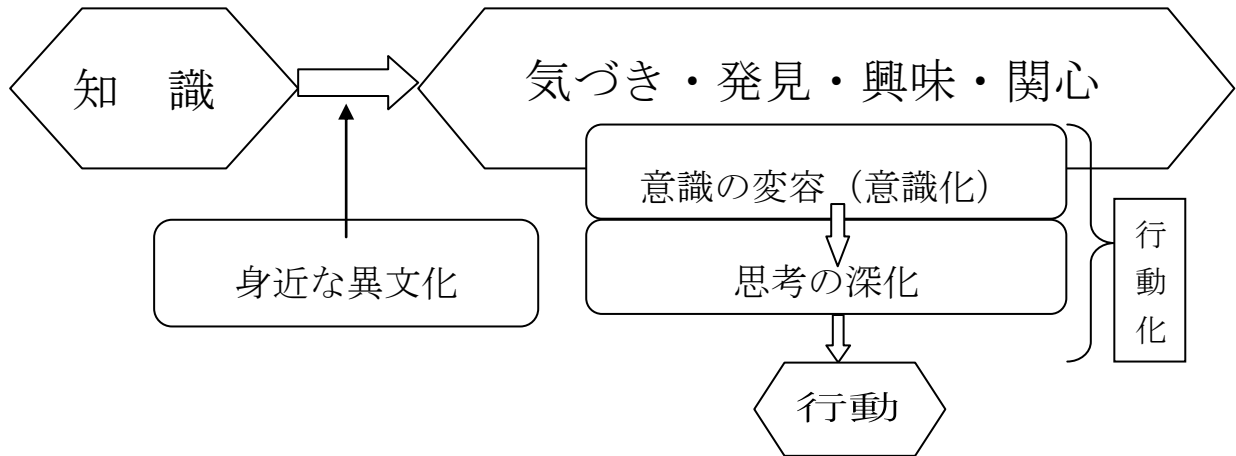 知　識
気づき・発見・興味・関心
意識の変容（意識化）
身近な異文化
思考の深化
行動化
行動